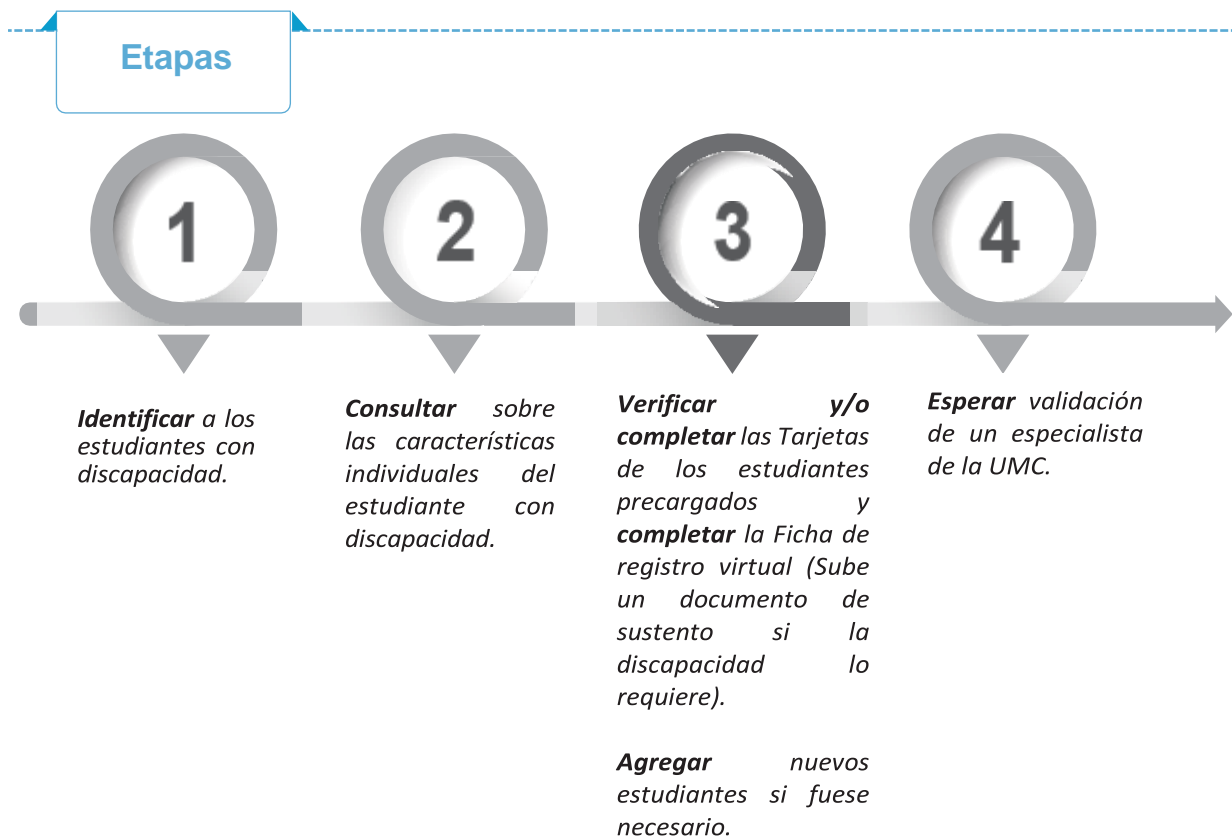 Etapas
1
2
3
4
Identificar a los
estudiantes con
discapacidad.
Consultar sobre
las características
individuales del
estudiante con
discapacidad.
Verificar y/o
completar las Tarjetas
de los estudiantes
precargados y
completar la Ficha de
registro virtual (Sube
un documento de
sustento si la
discapacidad lo
requiere).
Agregar nuevos
estudiantes si fuese
necesario.
Esperar validación
de un especialista
de la UMC.